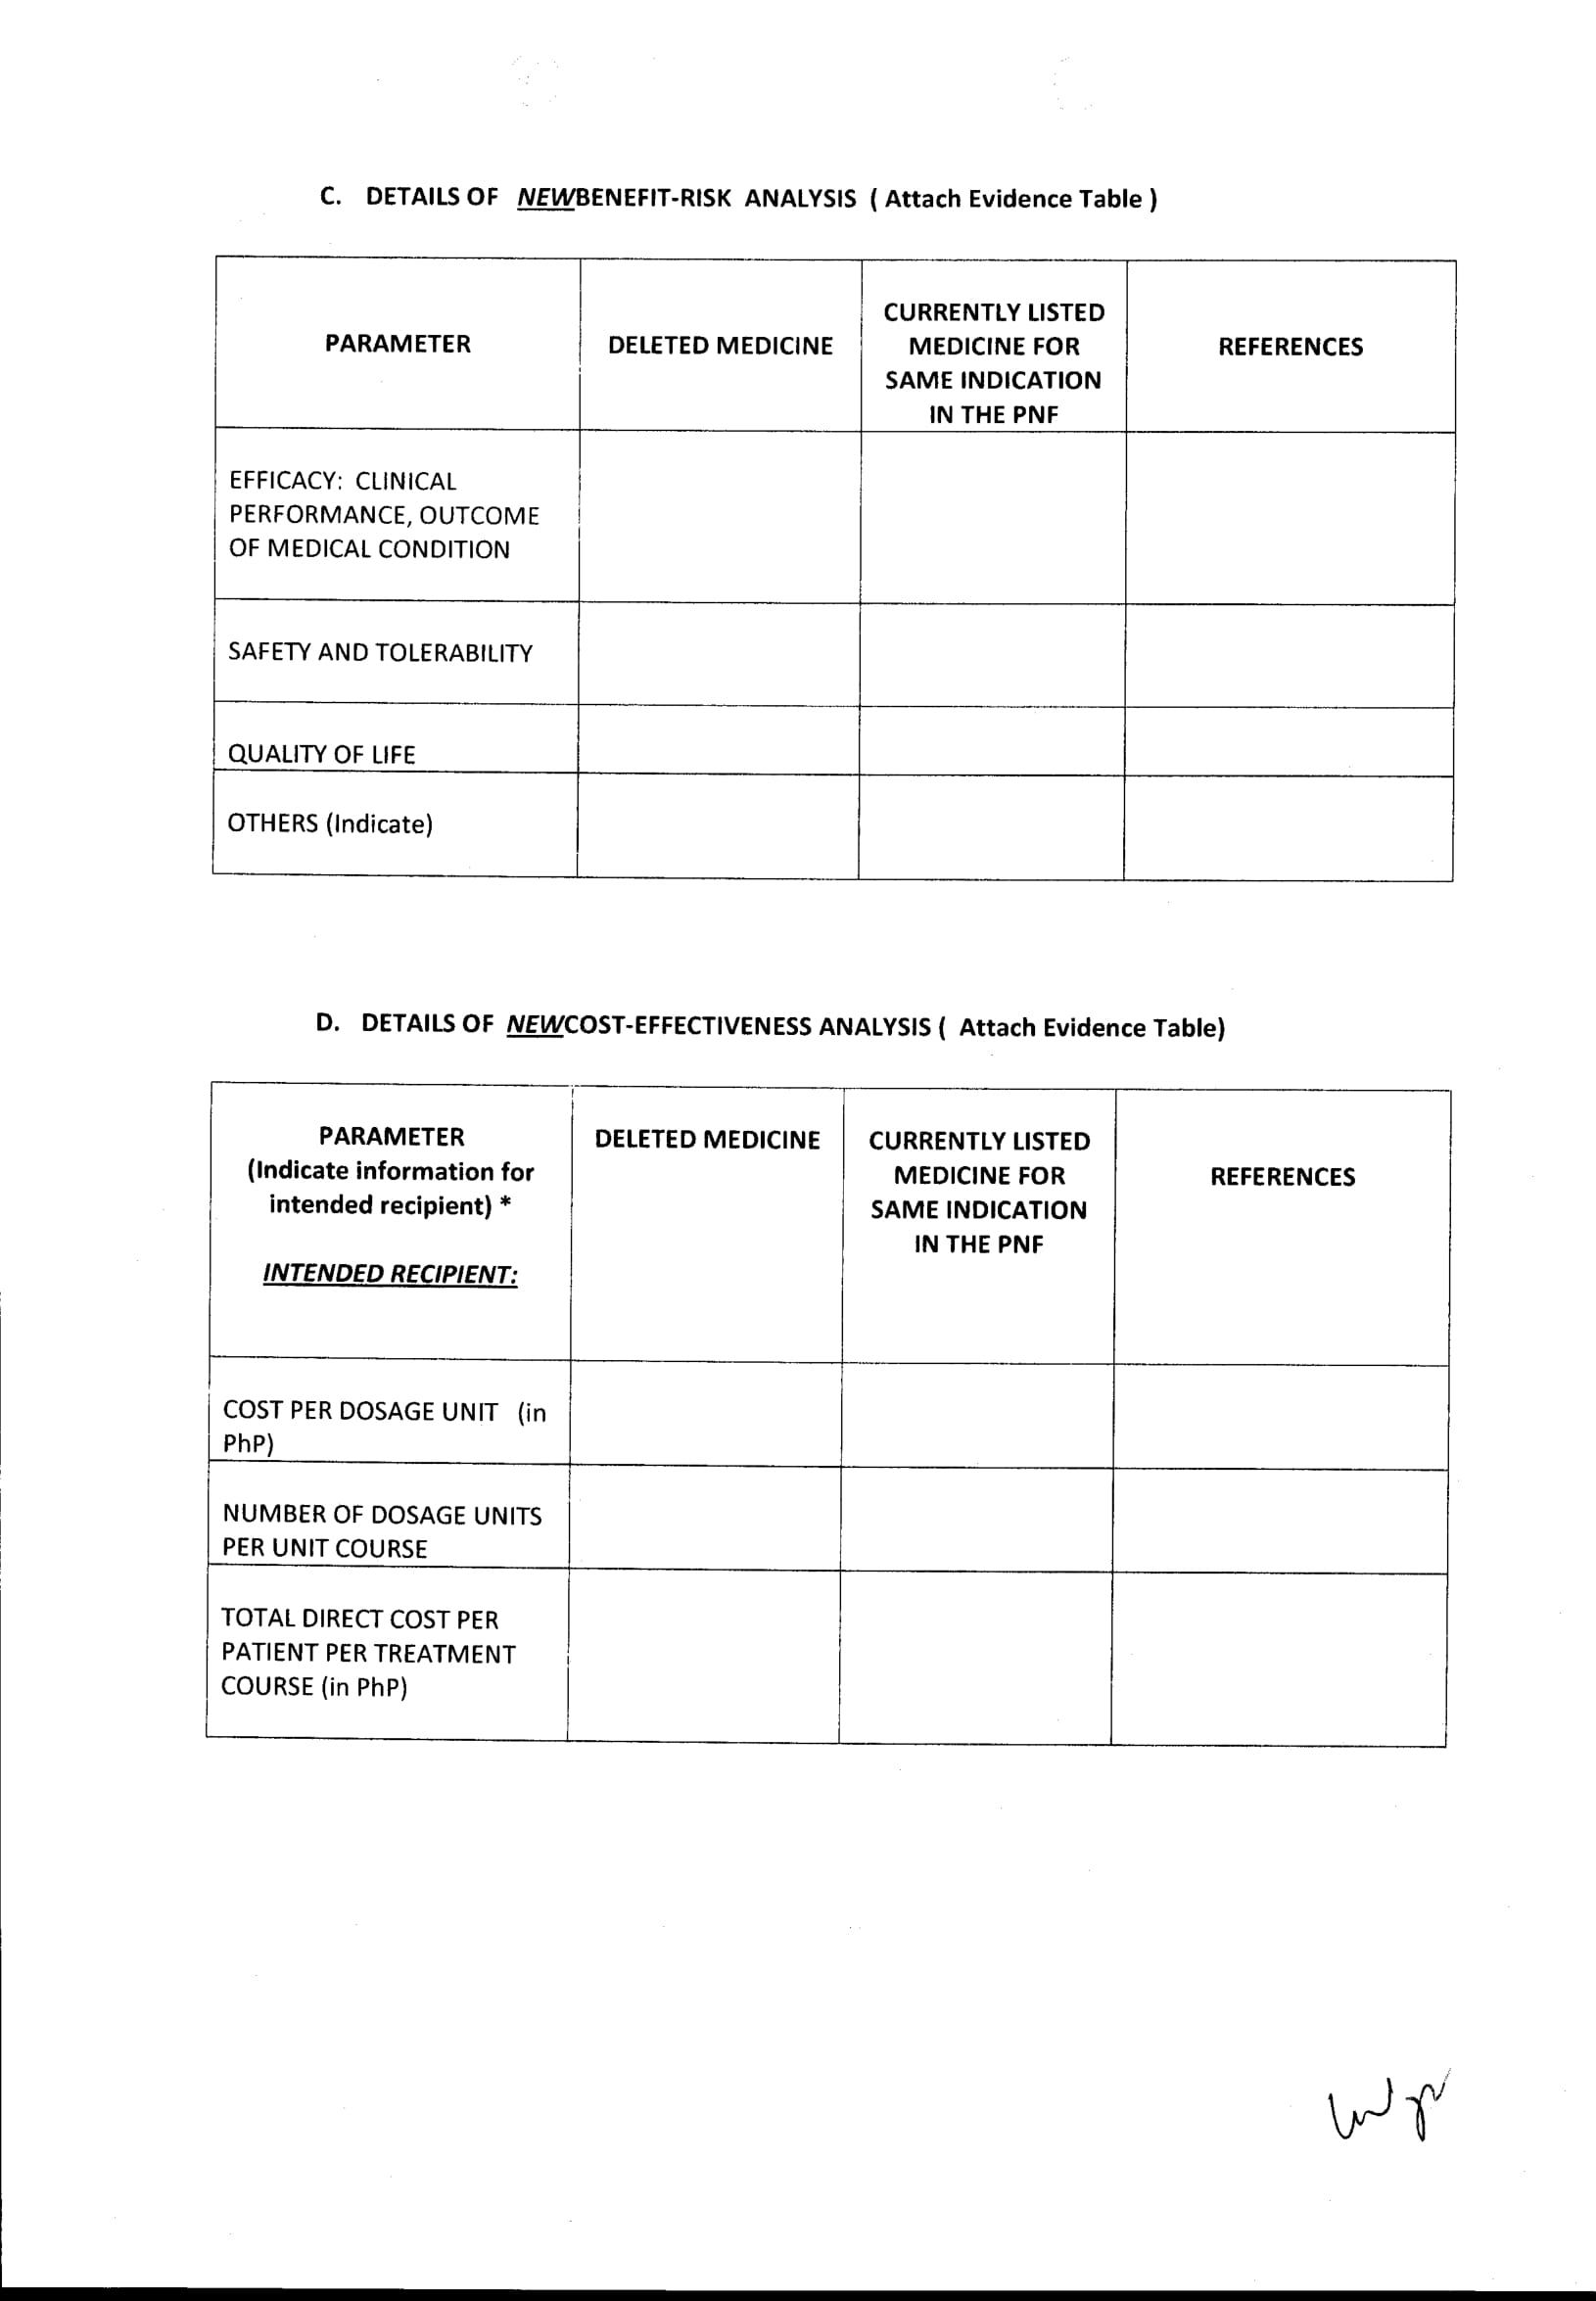 C. DETAILS OF NEWBENEFIT-RISK ANALYSIS ( Attach Evidence Table )
PARAMETER
DELETED MEDICINE
CURRENTLY LISTED
MEDICINE FOR
SAME INDICATION
IN THE PNF
REFERENCES
EFFICACY: CLINICAL
PERFORMANCE, OUTCOME
OF MEDICAL CONDITION
SAFETY AND TOLERABILITY
QUALITY OF LIFE
OTHERS (Indicate)
D. DETAILS OF NEWCOST-EFFECTIVENESS ANALYSIS ( Attach Evidence Table)
PARAMETER
(Indicate information for
intended recipient) *
INTENDED RECIPIENT:
DELETED MEDICINE
CURRENTLY LISTED
MEDICINE FOR
SAME INDICATION
IN THE PNF
REFERENCES
COST PER DOSAGE UNIT (in
PhP)
NUMBER OF DOSAGE UNITS
PER UNIT COURSE
TOTAL DIRECT COST PER
PATIENT PER TREATMENT
COURSE (in PhP)